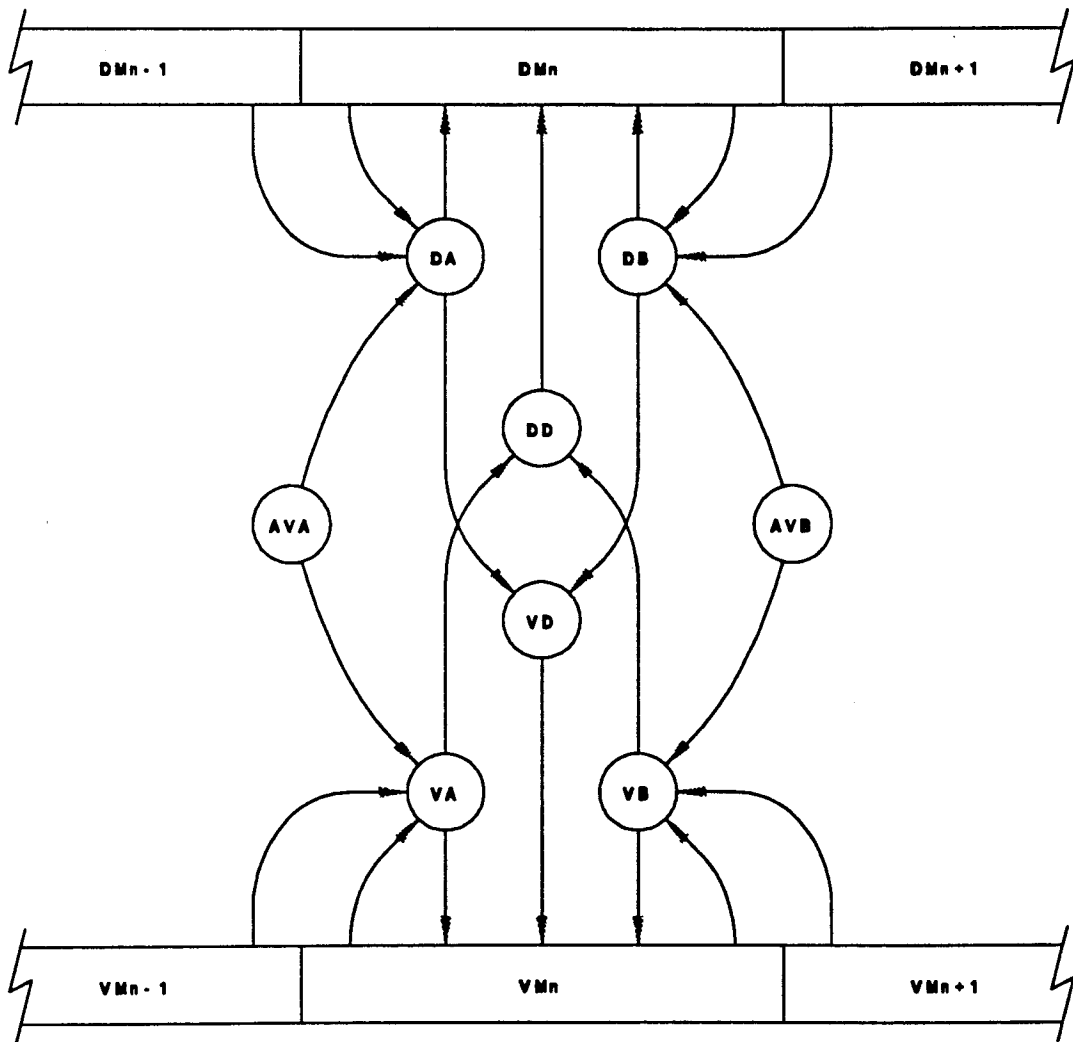 DMn-1 DMn DMn+1
DA DB
DD
AVA AVB
VD
VA VB
VMn-1 VMn VMn+1